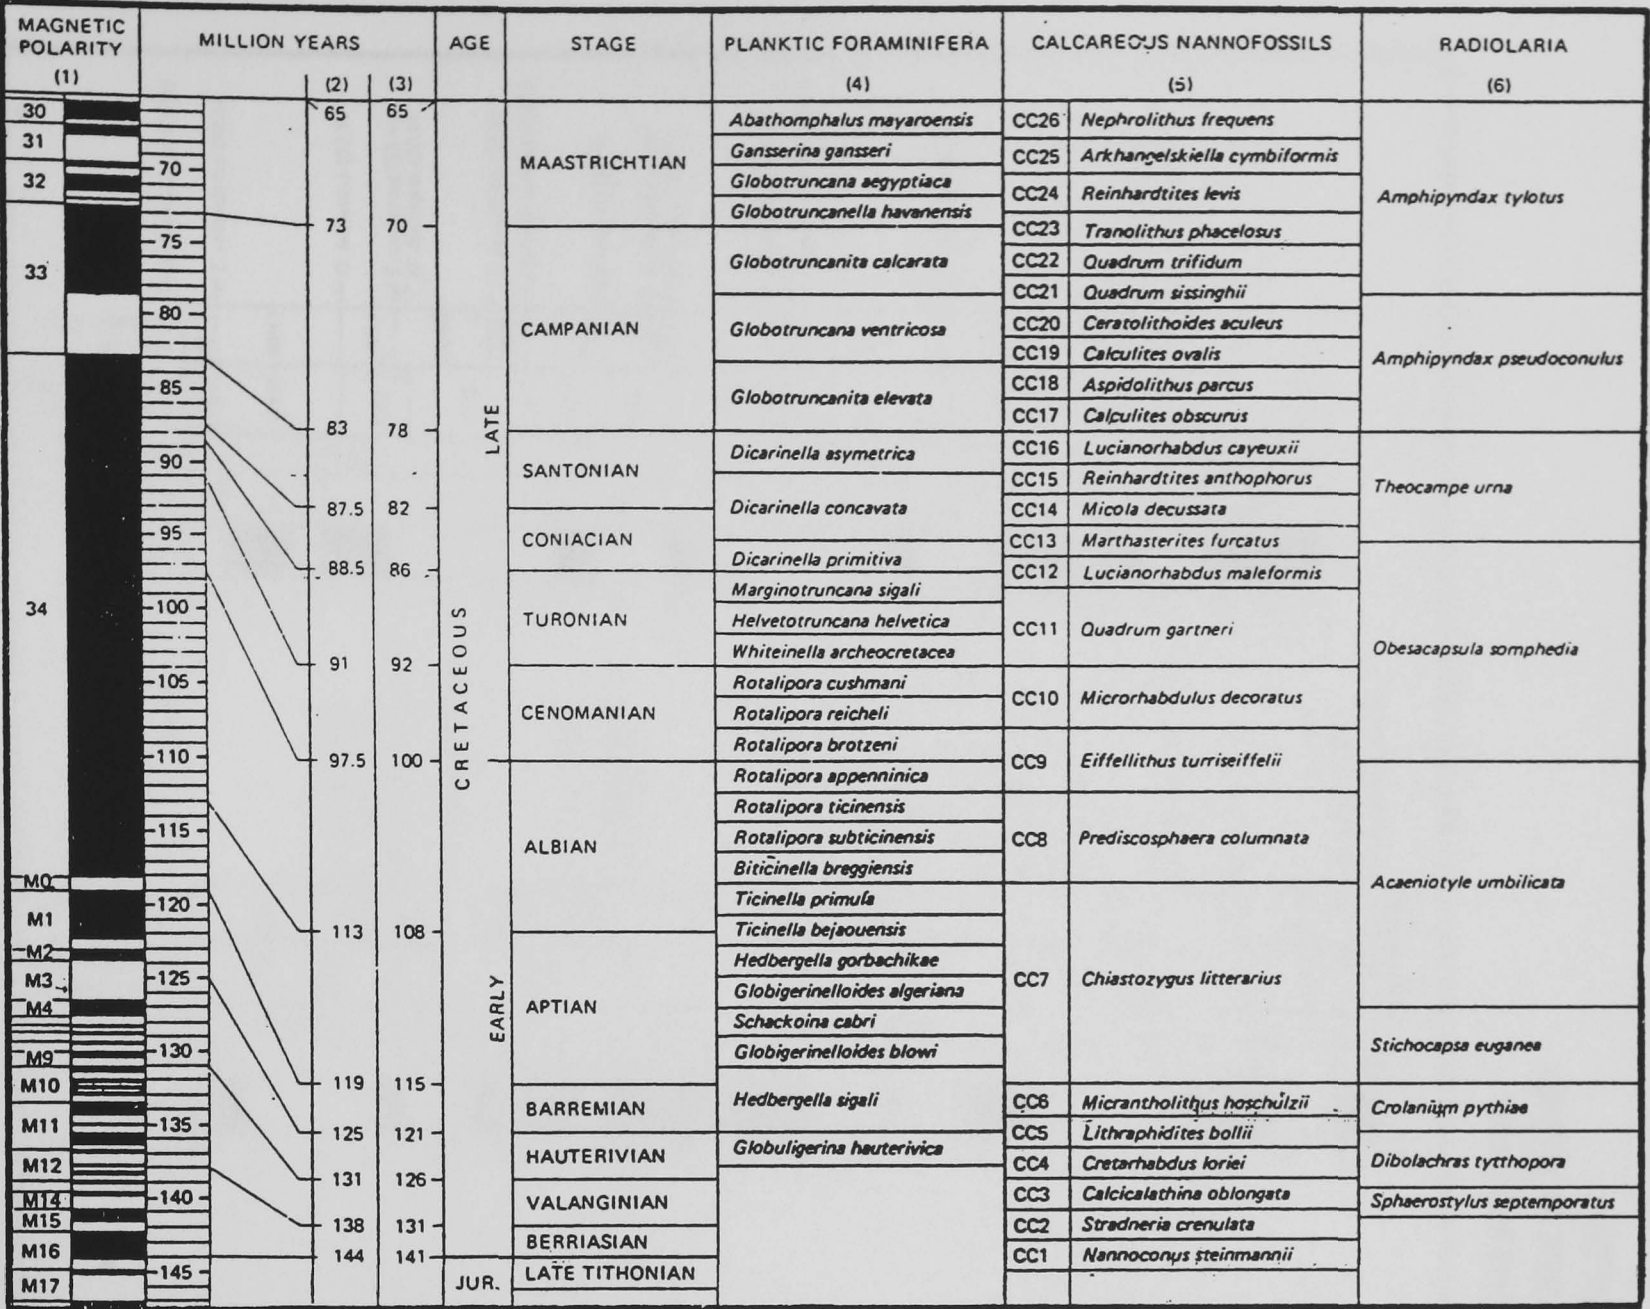 MAGNETIC POLARITY (1)
MILLION YEARS
(2)
(3)
AGE
STAGE
PLANKTIC FORAMINIFERA
(4)
CALCAREOUS NANNOFOSSILS
(5)
RADIOLARIA
(6)
30
31
32
33
34
M0
M1
M2
M3
M4
M9
M10
M11
M12
M14
M15
M16
M17
70
75
80
85
90
95
100
105
110
115
120
125
130
135
140
145
65 65
73 70
83 78
87.5 82
88.5 86
91 92
97.5 100
113 108
119 115
125 121
131 126
138 131
144 141
CRETACEOUS
LATE
EARLY
JUR.
MAASTRICHTIAN
CAMPANIAN
SANTONIAN
CONIACIAN
TURONIAN
CENOMANIAN
ALBIAN
APTIAN
BARREMIAN
HAUTERIVIAN
VALANGINIAN
BERRIASIAN
LATE TITHONIAN
Abathomphalus mayaroensis
Gansserina gansseri
Globotruncana aegyptiaca
Globotruncanella havanensis
Globotruncanita calcarata
Globotruncana ventricosa
Globotruncanita elevata
Dicarinella asymetrica
Dicarinella concavata
Dicarinella primitiva
Marginotruncana sigali
Helvetotruncana helvetica
Whiteinella archeocretacea
Rotalipora cushmani
Rotalipora reicheli
Rotalipora brotzeni
Rotalipora appenninica
Rotalipora ticinensis
Rotalipora subticinensis
Biticinella breggiensis
Ticinella primula
Ticinella bejaouensis
Hedbergella gorbachikae
Globigerinelloides algeriana
Schackoina cabri
Globigerinelloides blowi
Hedbergella sigali
Globuligerina hauterivica
CC26 Nephrolithus frequens
CC25 Arkhangelskiella cymbiformis
CC24 Reinhardtites levis
CC23 Tranolithus phacelosus
CC22 Quadrum trifidum
CC21 Quadrum sissinghii
CC20 Ceratolithoides aculeus
CC19 Calculites ovalis
CC18 Aspidolithus parcus
CC17 Calculites obscurus
CC16 Lucianorhabdus cayeuxii
CC15 Reinhardtites anthophorus
CC14 Micola decussata
CC13 Marthasterites furcatus
CC12 Lucianorhabdus maleformis
CC11 Quadrum gartneri
CC10 Microrhabdulus decoratus
CC9 Eiffellithus turriseiffelii
CC8 Prediscosphaera columnata
CC7 Chiastozygus litterarius
CC6 Micrantholithus hoschulzii
CC5 Lithraphidites bollii
CC4 Cretarhabdus loriei
CC3 Calcicalathina oblongata
CC2 Stradneria crenulata
CC1 Nannoconus steinmannii
Amphipyndax tylotus
Amphipyndax pseudoconulus
Theocampe urna
Obesacapsula somphedia
Acaeniotyle umbilicata
Stichocapsa euganea
Crolanium pythiae
Dibolachras tytthopora
Sphaerostylus septemporatus